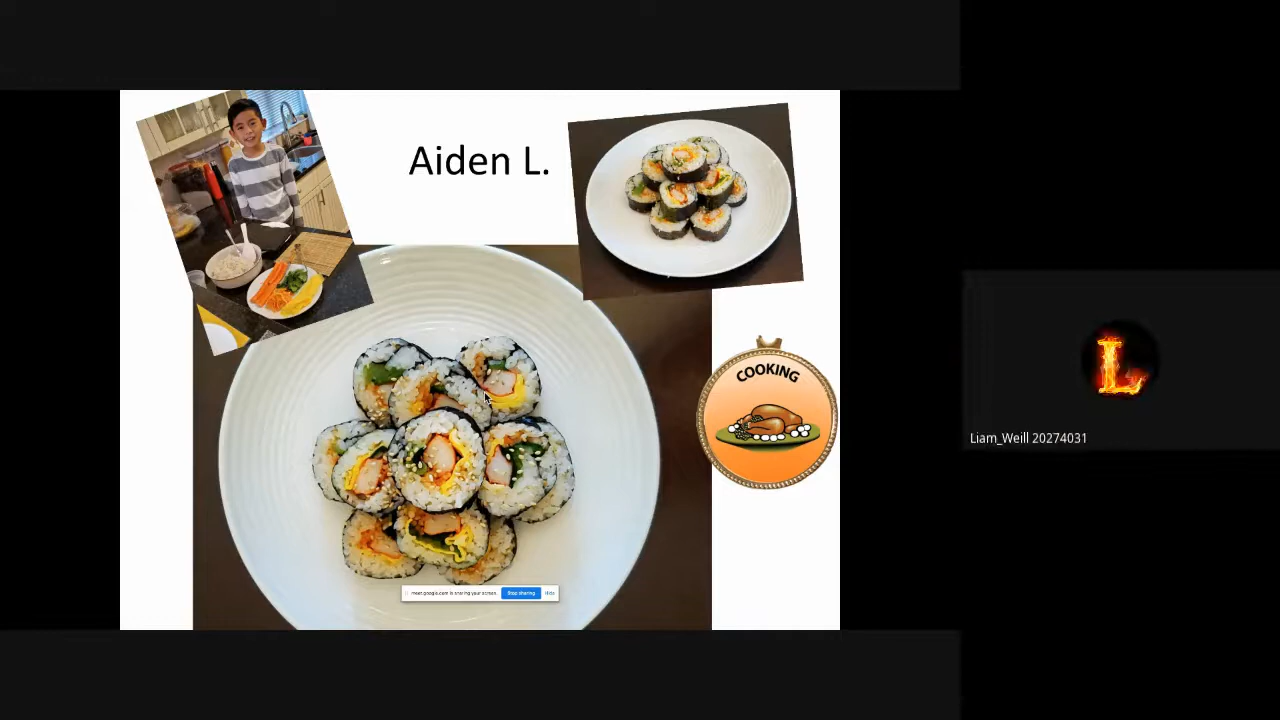 Aiden L.
COOKING
meet.google.com is sharing your screen.
Stop sharing
Hide
L
Liam_Weill 20274031